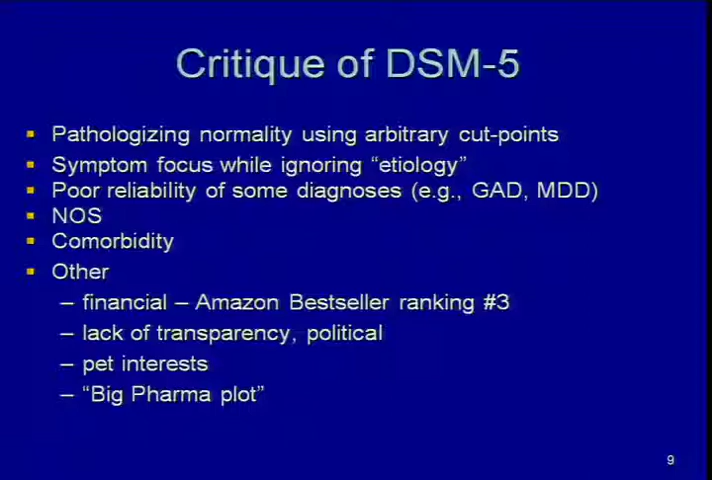 Critique of DSM-5
▪ Pathologizing normality using arbitrary cut-points
▪ Symptom focus while ignoring “etiology”
▪ Poor reliability of some diagnoses (e.g., GAD, MDD)
▪ NOS
▪ Comorbidity
▪ Other
– financial – Amazon Bestseller ranking #3
– lack of transparency, political
– pet interests
– “Big Pharma plot”
9